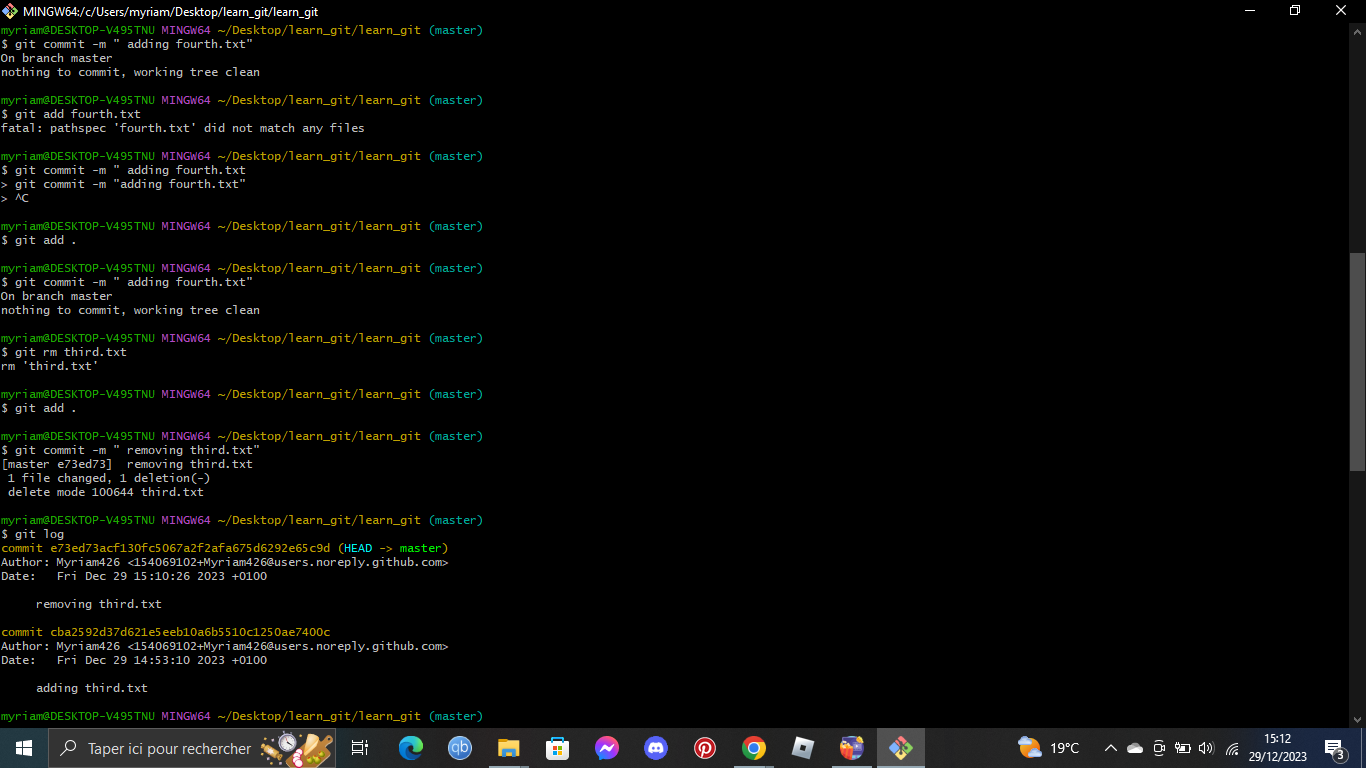 MINGW64:/c/Users/myriam/Desktop/learn_git/learn_git
myriam@DESKTOP-V495TNU MINGW64 ~/Desktop/learn_git/learn_git (master)
$ git commit -m " adding fourth.txt"
On branch master
nothing to commit, working tree clean
myriam@DESKTOP-V495TNU MINGW64 ~/Desktop/learn_git/learn_git (master)
$ git add fourth.txt
fatal: pathspec 'fourth.txt' did not match any files
myriam@DESKTOP-V495TNU MINGW64 ~/Desktop/learn_git/learn_git (master)
$ git commit -m " adding fourth.txt
> git commit -m "adding fourth.txt"
> ^C
myriam@DESKTOP-V495TNU MINGW64 ~/Desktop/learn_git/learn_git (master)
$ git add .
myriam@DESKTOP-V495TNU MINGW64 ~/Desktop/learn_git/learn_git (master)
$ git commit -m " adding fourth.txt"
On branch master
nothing to commit, working tree clean
myriam@DESKTOP-V495TNU MINGW64 ~/Desktop/learn_git/learn_git (master)
$ git rm third.txt
rm 'third.txt'
myriam@DESKTOP-V495TNU MINGW64 ~/Desktop/learn_git/learn_git (master)
$ git add .
myriam@DESKTOP-V495TNU MINGW64 ~/Desktop/learn_git/learn_git (master)
$ git commit -m " removing third.txt"
[master e73ed73]  removing third.txt
 1 file changed, 1 deletion(-)
 delete mode 100644 third.txt
myriam@DESKTOP-V495TNU MINGW64 ~/Desktop/learn_git/learn_git (master)
$ git log
commit e73ed73acf130fc5067a2f2afa675d6292e65c9d (HEAD -> master)
Author: Myriam426 <154069102+Myriam426@users.noreply.github.com>
Date:   Fri Dec 29 15:10:26 2023 +0100
     removing third.txt
commit cba2592d37d621e5eeb10a6b5510c1250ae7400c
Author: Myriam426 <154069102+Myriam426@users.noreply.github.com>
Date:   Fri Dec 29 14:53:10 2023 +0100
     adding third.txt
myriam@DESKTOP-V495TNU MINGW64 ~/Desktop/learn_git/learn_git (master)
Taper ici pour rechercher
qb
19°C
15:12
29/12/2023
3